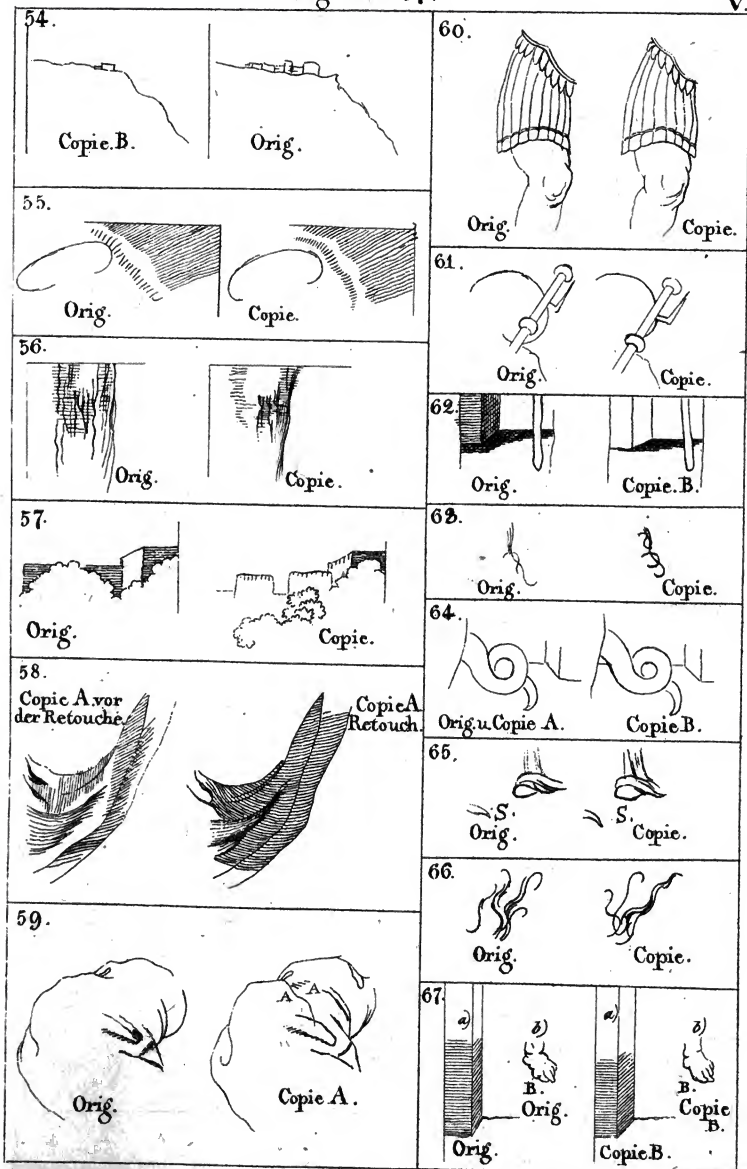 V.
54.
Copie. B.
Orig.
55.
Orig.
Copie.
56.
Orig.
Copie.
57.
Orig.
Copie.
58.
Copie A. vor
der Retouche.
Copie A
Retouch.
59.
Orig.
A
A
Copie A.
60.
Orig.
Copie.
61.
Orig.
Copie.
62.
Orig.
Copie. B.
63.
Orig.
Copie.
64.
Orig. u. Copie A.
Copie B.
65.
S.
Orig.
S.
Copie.
66.
Orig.
Copie.
67.
a)
b)
B.
Orig.
Orig.
a)
b)
B.
Copie
B.
Copie B.